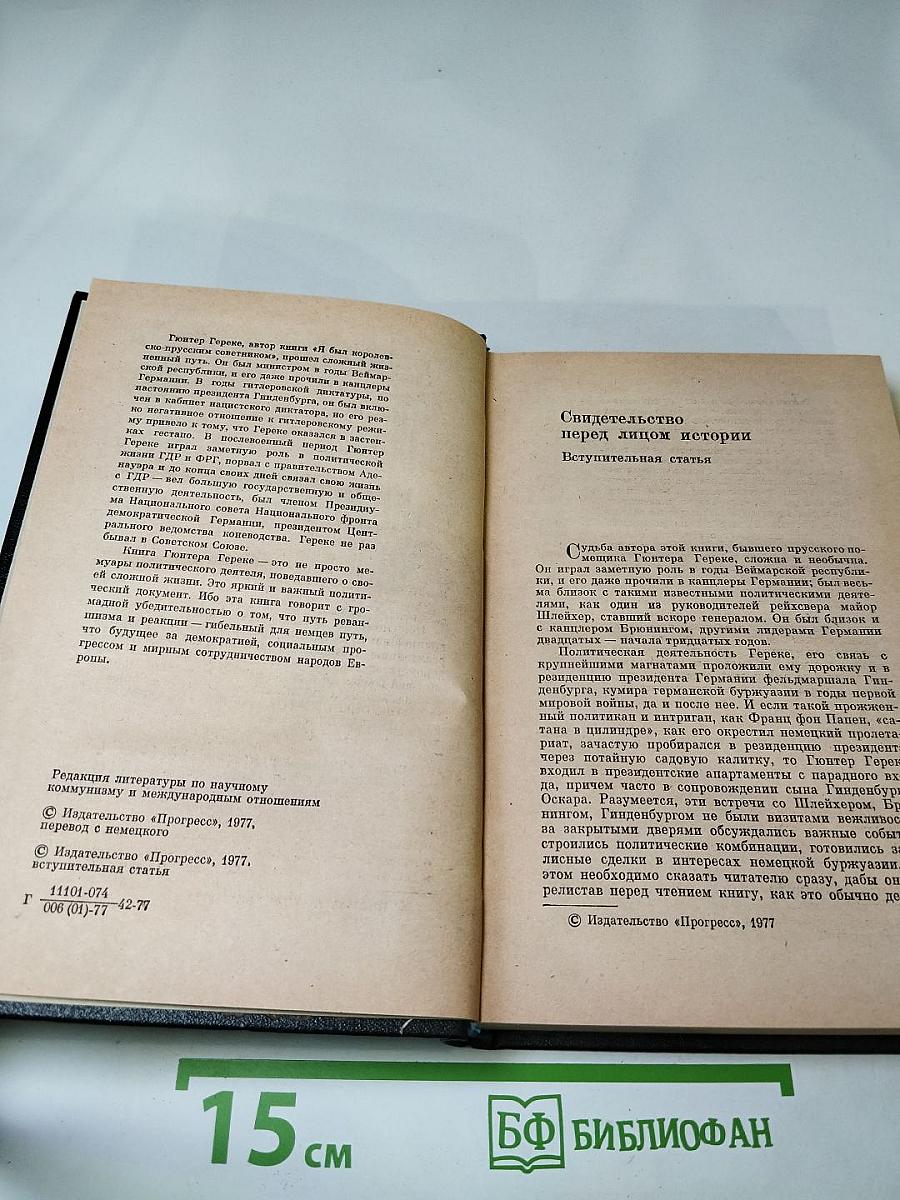 Гюнтер Гереке, автор книги «Я был королев-
ско-прусским советником», прошел сложный жиз-
ненный путь. Он был министром в годы Веймар-
ской республики, и его даже прочили в канцлеры
Германии. В годы гитлеровской диктатуры, по
настоянию президента Гинденбурга, он был вклю-
чен в кабинет нацистского диктатора, но его рез-
ко негативное отношение к гитлеровскому режи-
му привело к тому, что Гереке оказался в застен-
ках гестапо. В послевоенный период Гюнтер
Гереке играл заметную роль в политической
жизни ГДР и ФРГ, порвал с правительством Аде-
науэра и до конца своих дней связал свою жизнь
с ГДР — вел большую государственную и обще-
ственную деятельность, был членом Президиу-
ма Национального совета Национального фронта
демократической Германии, президентом Цент-
рального ведомства коневодства. Гереке не раз
бывал в Советском Союзе.
Книга Гюнтера Гереке — это не просто ме-
муары политического деятеля, поведавшего о сво-
ей сложной жизни. Это яркий и важный полити-
ческий документ. Ибо эта книга говорит с гро-
мадной убедительностью о том, что путь реван-
шизма и реакции — гибельный для немцев путь,
что будущее за демократией, социальным про-
грессом и мирным сотрудничеством народов Ев-
ропы.
Редакция литературы по научному
коммунизму и международным отношениям
© Издательство «Прогресс», 1977,
перевод с немецкого
© Издательство «Прогресс», 1977,
вступительная статья
Г 11101-074
006 (01)-77 42-77
Свидетельство
перед лицом истории
Вступительная статья
Судьба автора этой книги, бывшего прусского по-
мещика Гюнтера Гереке, сложна и необычна.
Он играл заметную роль в годы Веймарской республи-
ки, и его даже прочили в канцлеры Германии; был весь-
ма близок с такими известными политическими деяте-
лями, как один из руководителей рейхсвера майор
Шлейхер, ставший вскоре генералом. Он был близок и
с канцлером Брюнингом, другими лидерами Германии
двадцатых — начала тридцатых годов.
Политическая деятельность Гереке, его связь с
крупнейшими магнатами проложили ему дорожку и в
резиденцию президента Германии фельдмаршала Гин-
денбурга, кумира германской буржуазии в годы первой
мировой войны, да и после нее. И если такой прожжен-
ный политикан и интриган, как Франц фон Папен, «са-
тана в цилиндре», как его окрестил немецкий пролета-
риат, зачастую пробирался в резиденцию президент
через потайную садовую калитку, то Гюнтер Герек
входил в президентские апартаменты с парадного вх
да, причем часто в сопровождении сына Гинденбур
Оскара. Разумеется, эти встречи со Шлейхером, Бр
нингом, Гинденбургом не были визитами вежливос
за закрытыми дверями обсуждались важные событ
строились политические комбинации, готовились за
лисные сделки в интересах немецкой буржуазии.
этом необходимо сказать читателю сразу, дабы он
релистав перед чтением книгу, как это обычно де
© Издательство «Прогресс», 1977
15 см
БФ БИБЛИОФАН